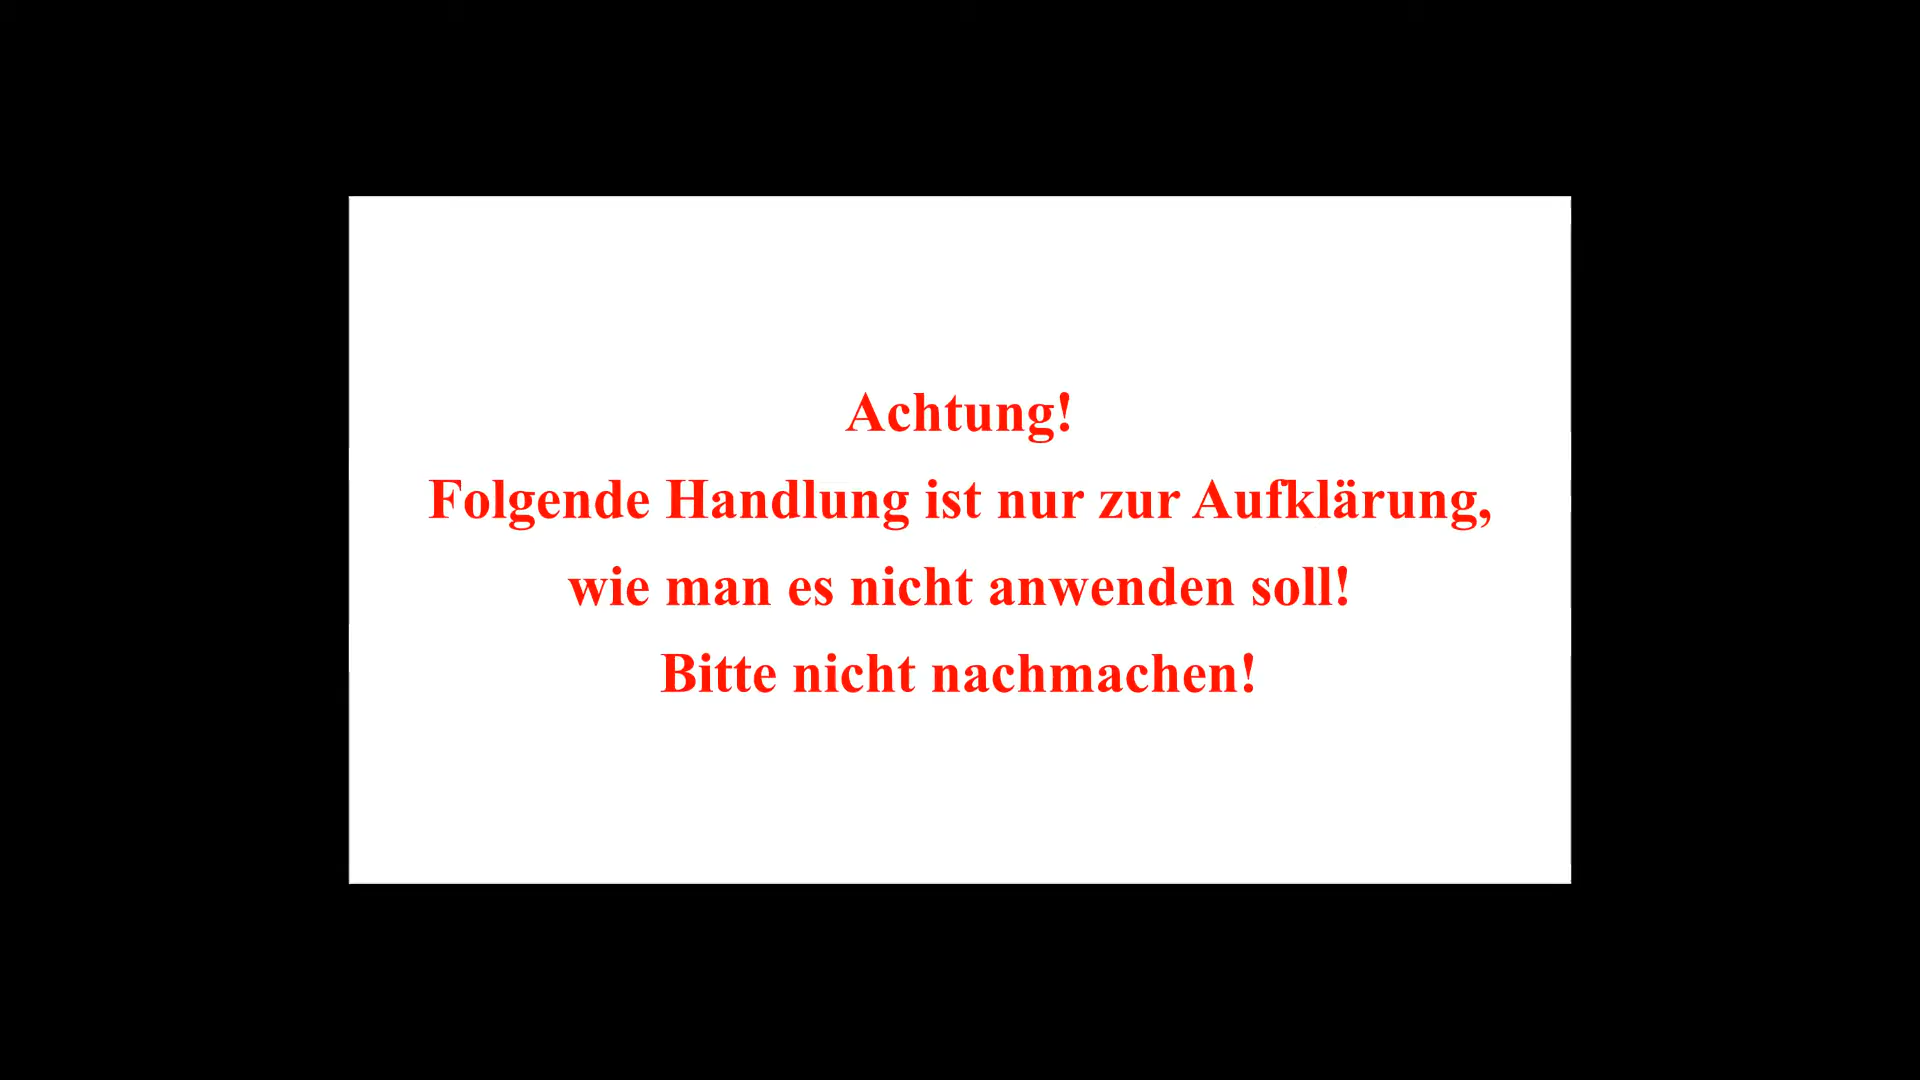 Achtung!
Folgende Handlung ist nur zur Aufklärung,
wie man es nicht anwenden soll!
Bitte nicht nachmachen!